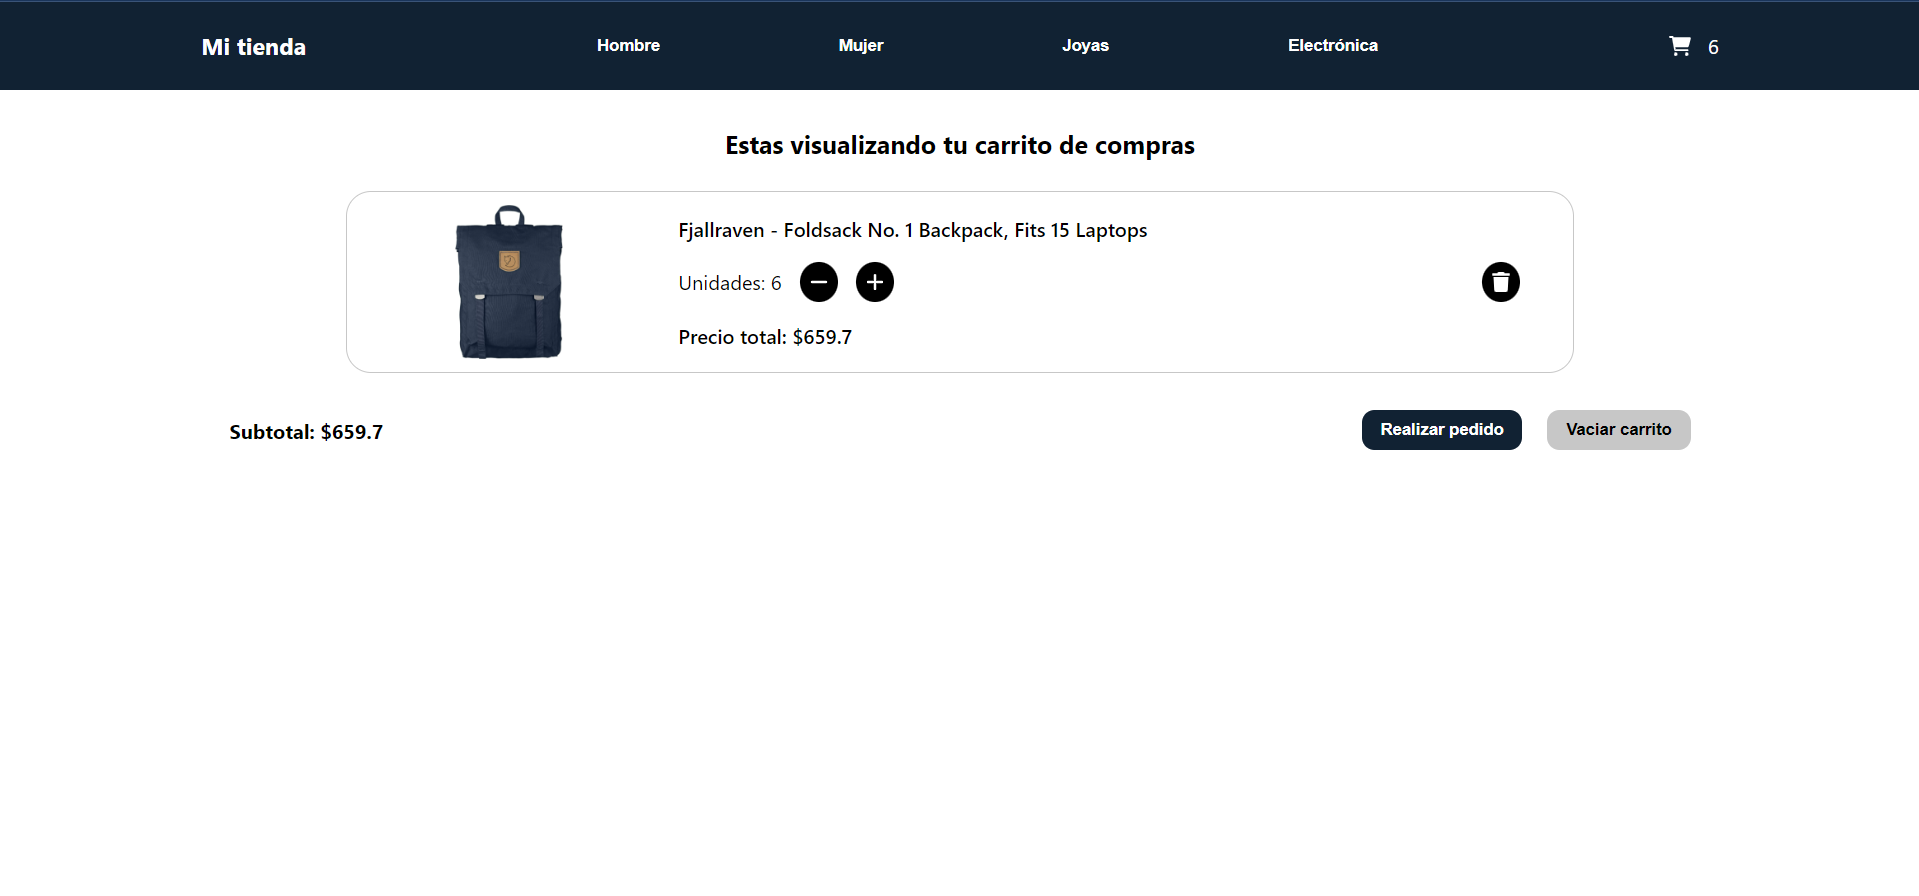 Mi tienda
Hombre
Mujer
Joyas
Electrónica
6
Estas visualizando tu carrito de compras
Fjallraven - Foldsack No. 1 Backpack, Fits 15 Laptops
Unidades: 6
Precio total: $659.7
Subtotal: $659.7
Realizar pedido
Vaciar carrito